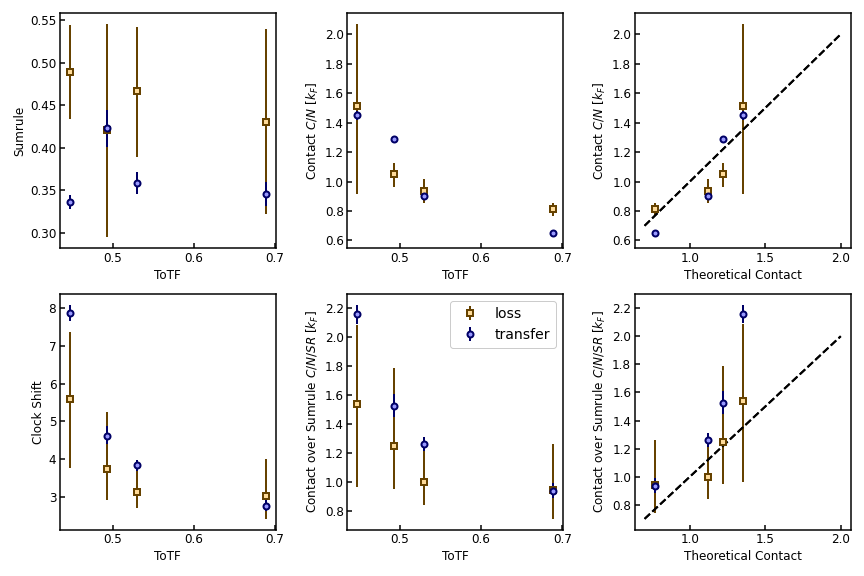 Sumrule
0.55
0.50
0.45
0.40
0.35
0.30
0.5 0.6 0.7
ToTF
Contact C/N [k_F]
2.0
1.8
1.6
1.4
1.2
1.0
0.8
0.6
0.5 0.6 0.7
ToTF
Contact C/N [k_F]
2.0
1.8
1.6
1.4
1.2
1.0
0.8
0.6
1.0 1.5 2.0
Theoretical Contact
Clock Shift
8
7
6
5
4
3
0.5 0.6 0.7
ToTF
Contact over Sumrule C/N/SR [k_F]
2.2
2.0
1.8
1.6
1.4
1.2
1.0
0.8
loss
transfer
0.5 0.6 0.7
ToTF
Contact over Sumrule C/N/SR [k_F]
2.2
2.0
1.8
1.6
1.4
1.2
1.0
0.8
1.0 1.5 2.0
Theoretical Contact